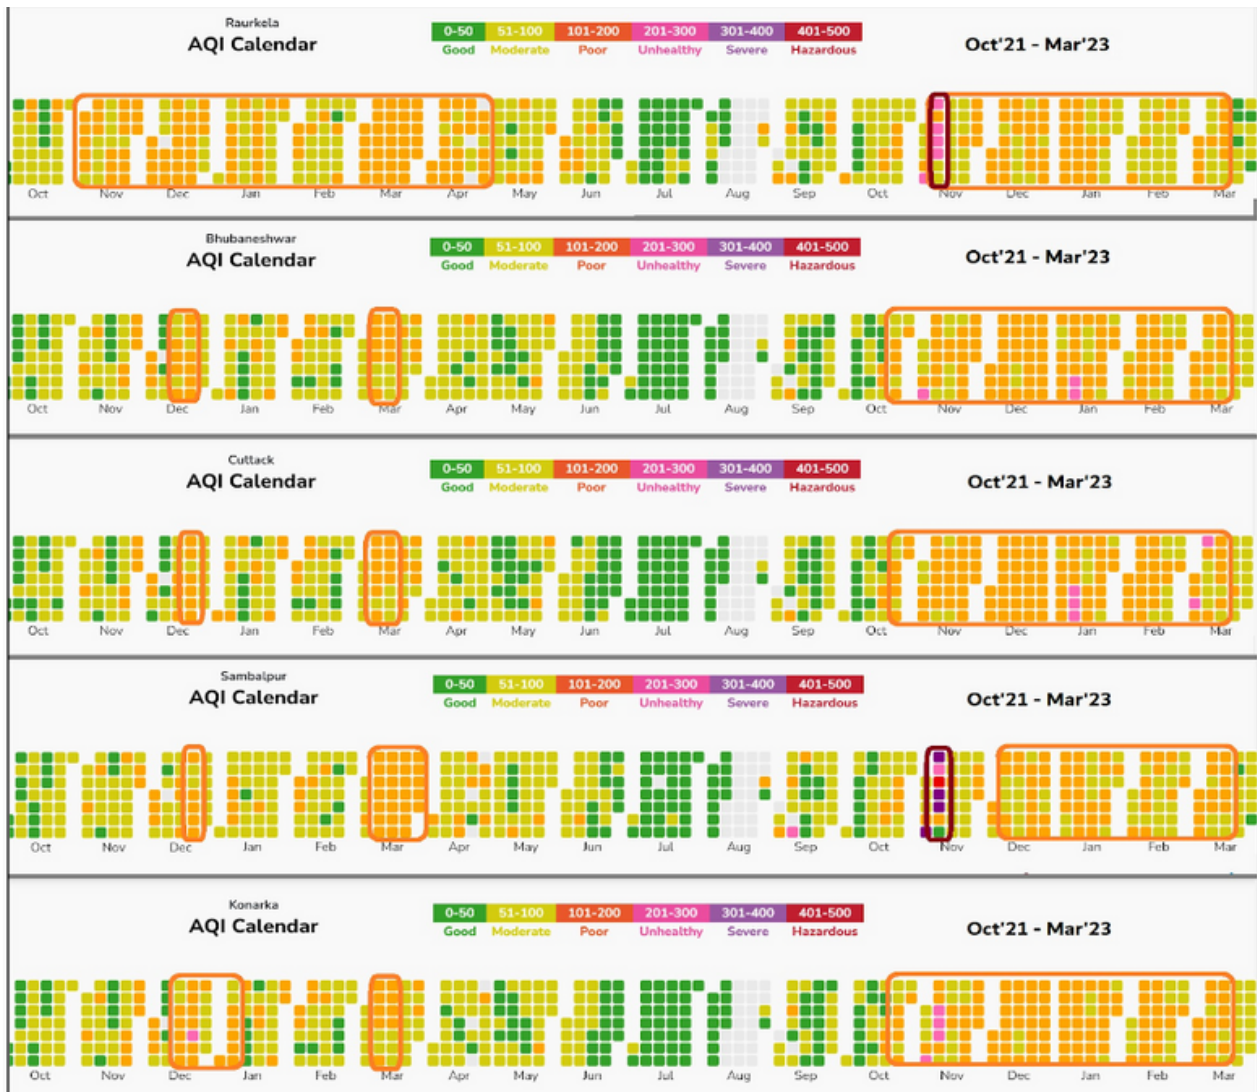 Raurkela
AQI Calendar
0-50 51-100 101-200 201-300 301-400 401-500
Good Moderate Poor Unhealthy Severe Hazardous
Oct'21 - Mar'23
Oct Nov Dec Jan Feb Mar Apr May Jun Jul Aug Sep Oct Nov Dec Jan Feb Mar
Bhubaneshwar
AQI Calendar
0-50 51-100 101-200 201-300 301-400 401-500
Good Moderate Poor Unhealthy Severe Hazardous
Oct'21 - Mar'23
Oct Nov Dec Jan Feb Mar Apr May Jun Jul Aug Sep Oct Nov Dec Jan Feb Mar
Cuttack
AQI Calendar
0-50 51-100 101-200 201-300 301-400 401-500
Good Moderate Poor Unhealthy Severe Hazardous
Oct'21 - Mar'23
Oct Nov Dec Jan Feb Mar Apr May Jun Jul Aug Sep Oct Nov Dec Jan Feb Mar
Sambalpur
AQI Calendar
0-50 51-100 101-200 201-300 301-400 401-500
Good Moderate Poor Unhealthy Severe Hazardous
Oct'21 - Mar'23
Oct Nov Dec Jan Feb Mar Apr May Jun Jul Aug Sep Oct Nov Dec Jan Feb Mar
Konarka
AQI Calendar
0-50 51-100 101-200 201-300 301-400 401-500
Good Moderate Poor Unhealthy Severe Hazardous
Oct'21 - Mar'23
Oct Nov Dec Jan Feb Mar Apr May Jun Jul Aug Sep Oct Nov Dec Jan Feb Mar